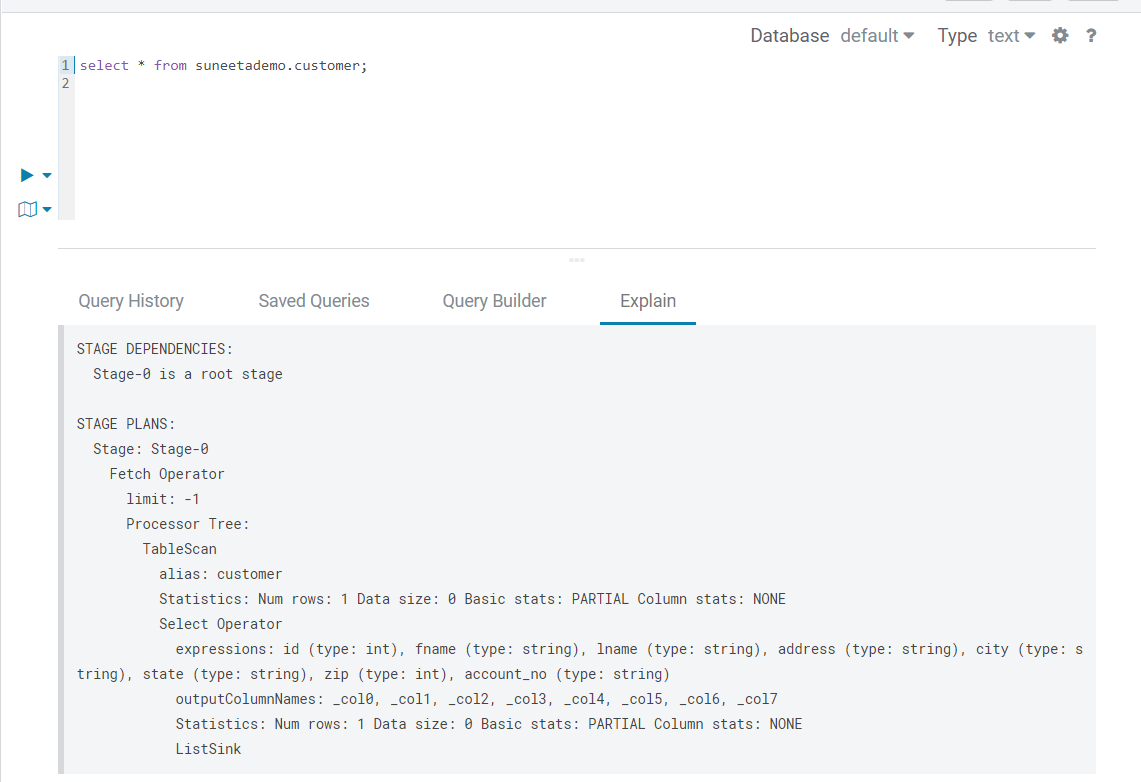 Database default Type text ?
1 select * from suneetademo.customer;
2
Query History Saved Queries Query Builder Explain
STAGE DEPENDENCIES:
  Stage-0 is a root stage

STAGE PLANS:
  Stage: Stage-0
    Fetch Operator
      limit: -1
      Processor Tree:
        TableScan
          alias: customer
          Statistics: Num rows: 1 Data size: 0 Basic stats: PARTIAL Column stats: NONE
          Select Operator
            expressions: id (type: int), fname (type: string), lname (type: string), address (type: string), city (type: s
tring), state (type: string), zip (type: int), account_no (type: string)
            outputColumnNames: _col0, _col1, _col2, _col3, _col4, _col5, _col6, _col7
            Statistics: Num rows: 1 Data size: 0 Basic stats: PARTIAL Column stats: NONE
            ListSink